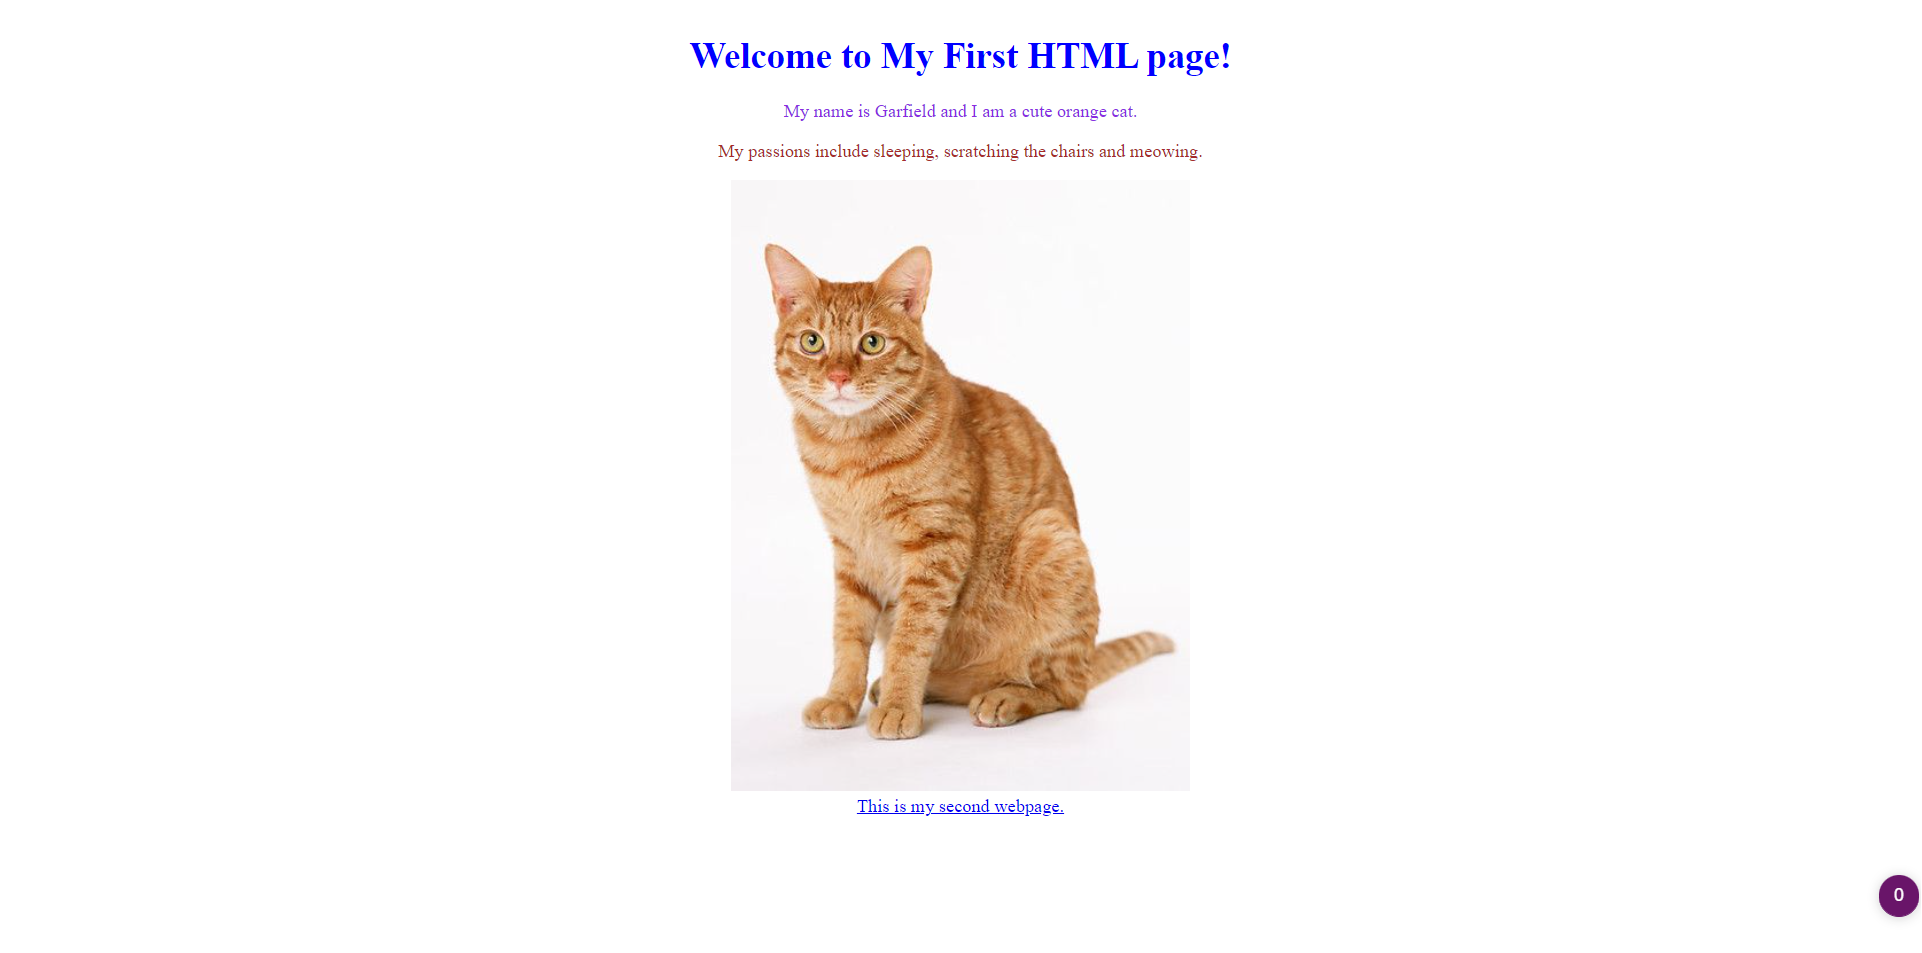 Welcome to My First HTML page!
My name is Garfield and I am a cute orange cat.
My passions include sleeping, scratching the chairs and meowing.
This is my second webpage.
0